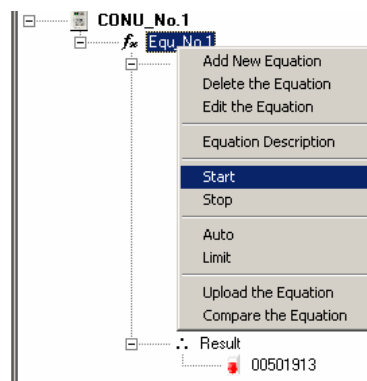 CONU_No.1
fx Equ_No.1
Add New Equation
Delete the Equation
Edit the Equation
Equation Description
Start
Stop
Auto
Limit
Upload the Equation
Compare the Equation
Result
00501913